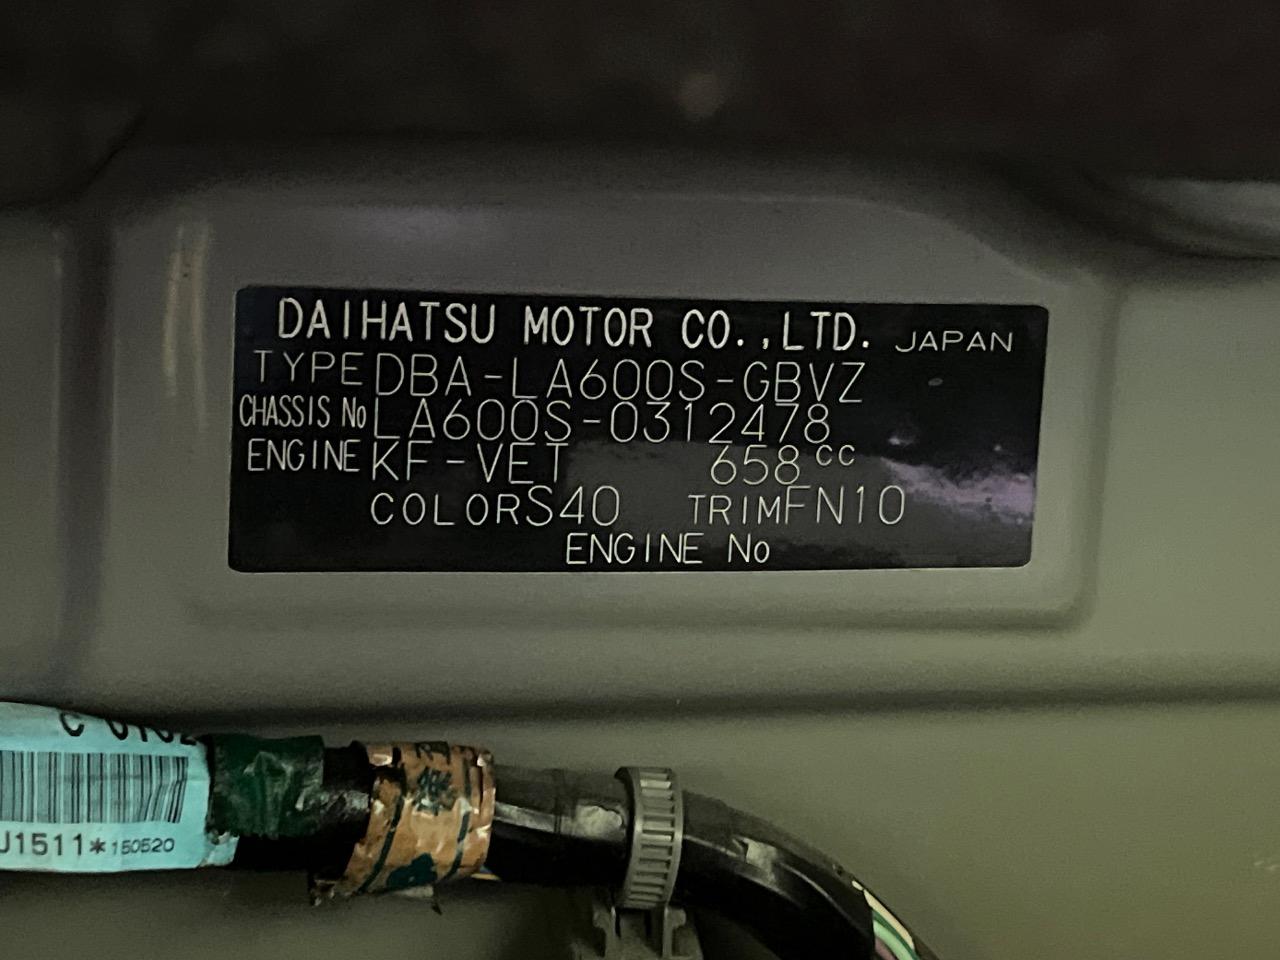 DAIHATSU MOTOR CO.,LTD. JAPAN
TYPE DBA-LA600S-GBVZ
CHASSIS No LA600S-0312478
ENGINE KF-VET 658cc
COLOR S40 TRIM FN10
ENGINE No
J1511*150520